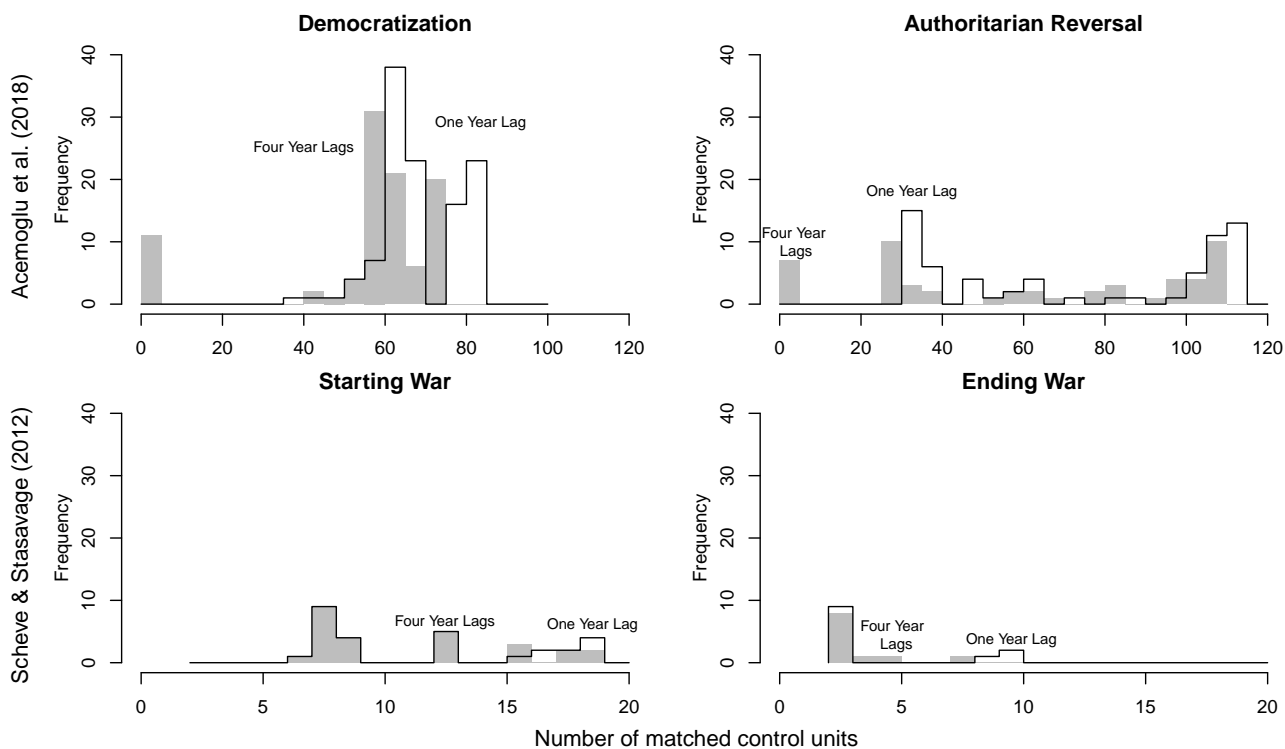 Democratization
Authoritarian Reversal
Acemoglu et al. (2018)
Frequency
0 10 20 30 40
Four Year Lags
One Year Lag
0 20 40 60 80 100 120
Frequency
0 10 20 30 40
Four Year
Lags
One Year Lag
0 20 40 60 80 100 120
Starting War
Ending War
Scheve & Stasavage (2012)
Frequency
0 10 20 30 40
Four Year Lags
One Year Lag
0 5 10 15 20
Frequency
0 10 20 30 40
Four Year
Lags
One Year Lag
0 5 10 15 20
Number of matched control units